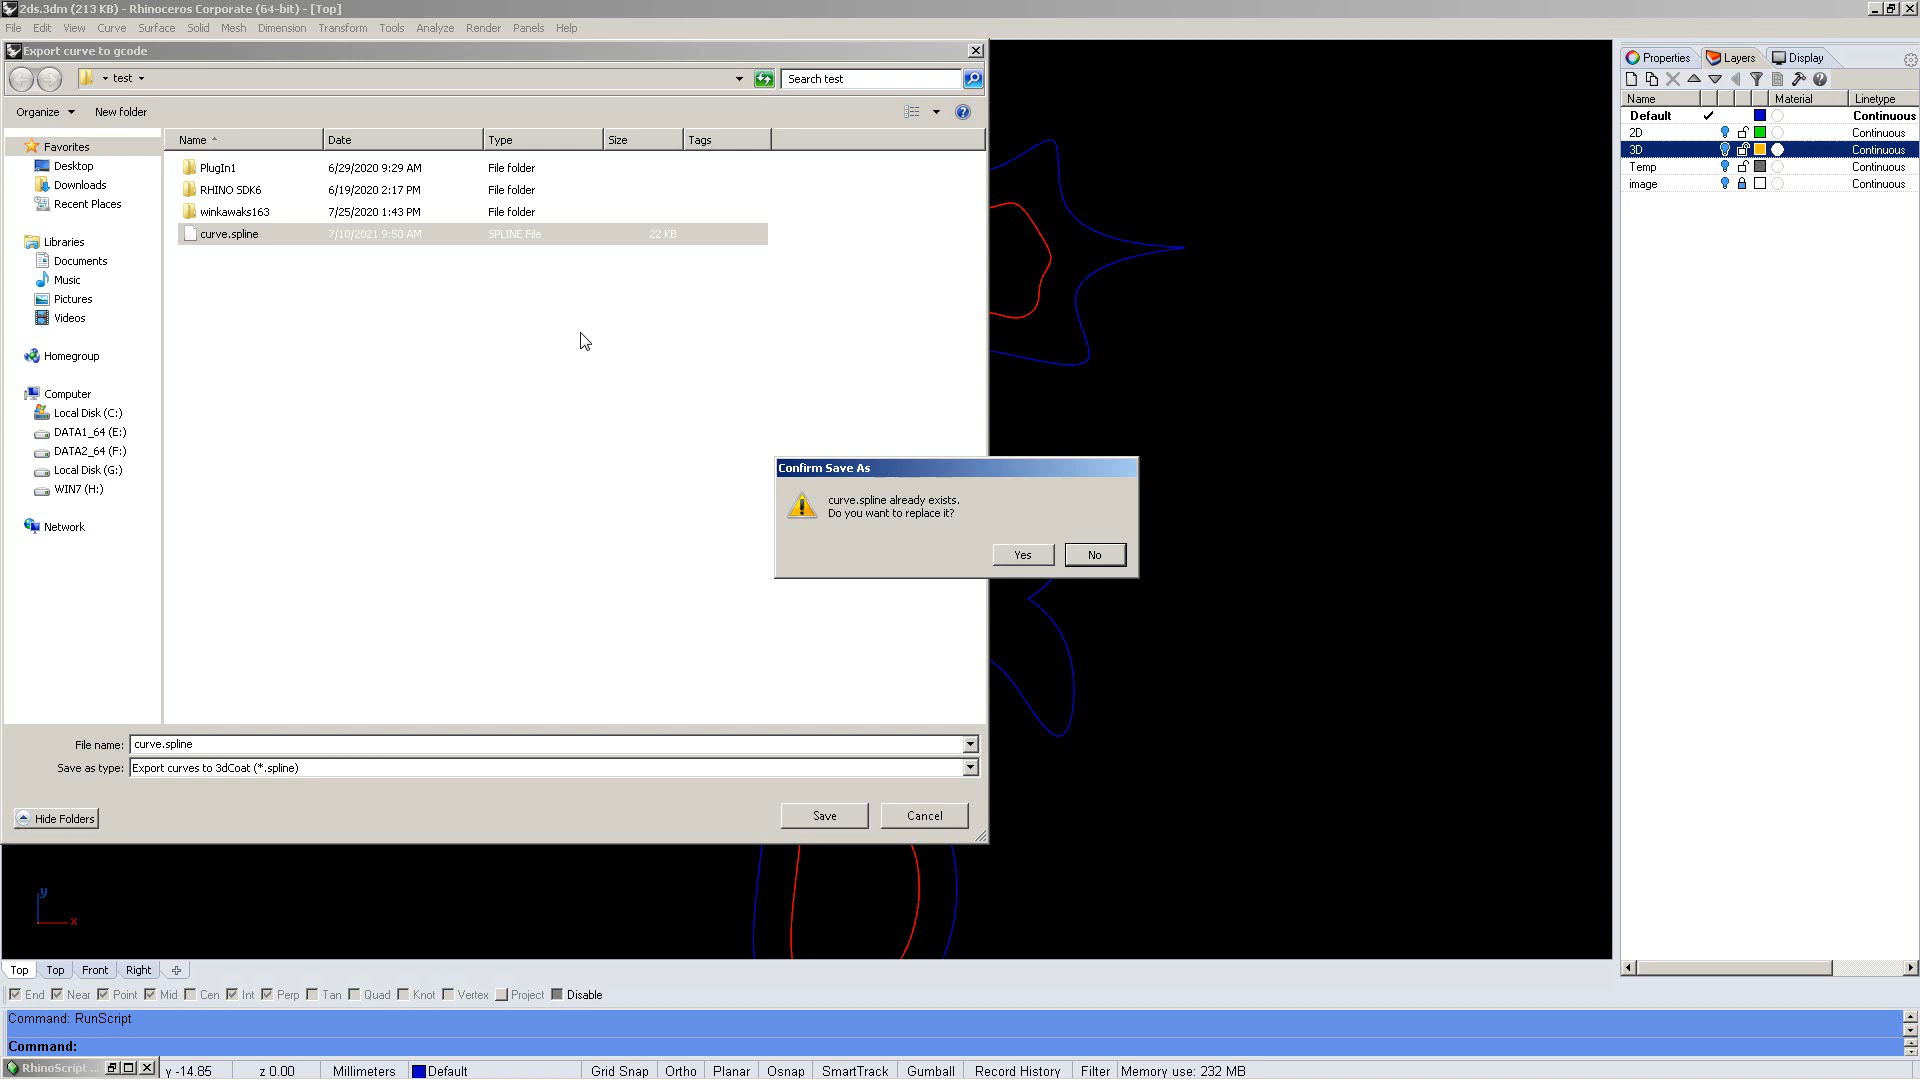 2ds.3dm (213 KB) - Rhinoceros Corporate (64-bit) - [Top]
File Edit View Curve Surface Solid Mesh Dimension Transform Tools Analyze Render Panels Help
Export curve to gcode
test
Search test
Organize New folder
Name Date Type Size Tags
Favorites
Desktop
Downloads
Recent Places
Libraries
Documents
Music
Pictures
Videos
Homegroup
Computer
Local Disk (C:)
DATA1_64 (E:)
DATA2_64 (F:)
Local Disk (G:)
WIN7 (H:)
Network
PlugIn1 6/29/2020 9:29 AM File folder
RHINO SDK6 6/19/2020 2:17 PM File folder
winkawaks163 7/25/2020 1:43 PM File folder
curve.spline 7/10/2021 9:50 AM SPLINE File 22 KB
Confirm Save As
curve.spline already exists.
Do you want to replace it?
Yes No
File name: curve.spline
Save as type: Export curves to 3dCoat (*.spline)
Hide Folders Save Cancel
Properties Layers Display
Name Material Linetype
Default Continuous
2D Continuous
3D Continuous
Temp Continuous
image Continuous
y
x
Top Top Front Right
End Near Point Mid Cen Int Perp Tan Quad Knot Vertex Project Disable
Command: RunScript
Command:
RhinoScript ... y -14.85 z 0.00 Millimeters Default Grid Snap Ortho Planar Osnap SmartTrack Gumball Record History Filter Memory use: 232 MB